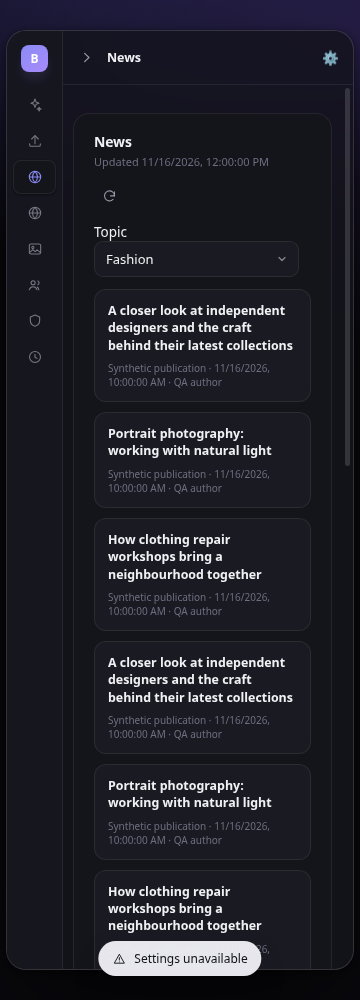 B
News
News
Updated 11/16/2026, 12:00:00 PM
Topic
Fashion
A closer look at independent
designers and the craft
behind their latest collections
Synthetic publication · 11/16/2026,
10:00:00 AM · QA author
Portrait photography:
working with natural light
Synthetic publication · 11/16/2026,
10:00:00 AM · QA author
How clothing repair
workshops bring a
neighbourhood together
Synthetic publication · 11/16/2026,
10:00:00 AM · QA author
A closer look at independent
designers and the craft
behind their latest collections
Synthetic publication · 11/16/2026,
10:00:00 AM · QA author
Portrait photography:
working with natural light
Synthetic publication · 11/16/2026,
10:00:00 AM · QA author
How clothing repair
workshops bring a
neighbourhood together
Settings unavailable